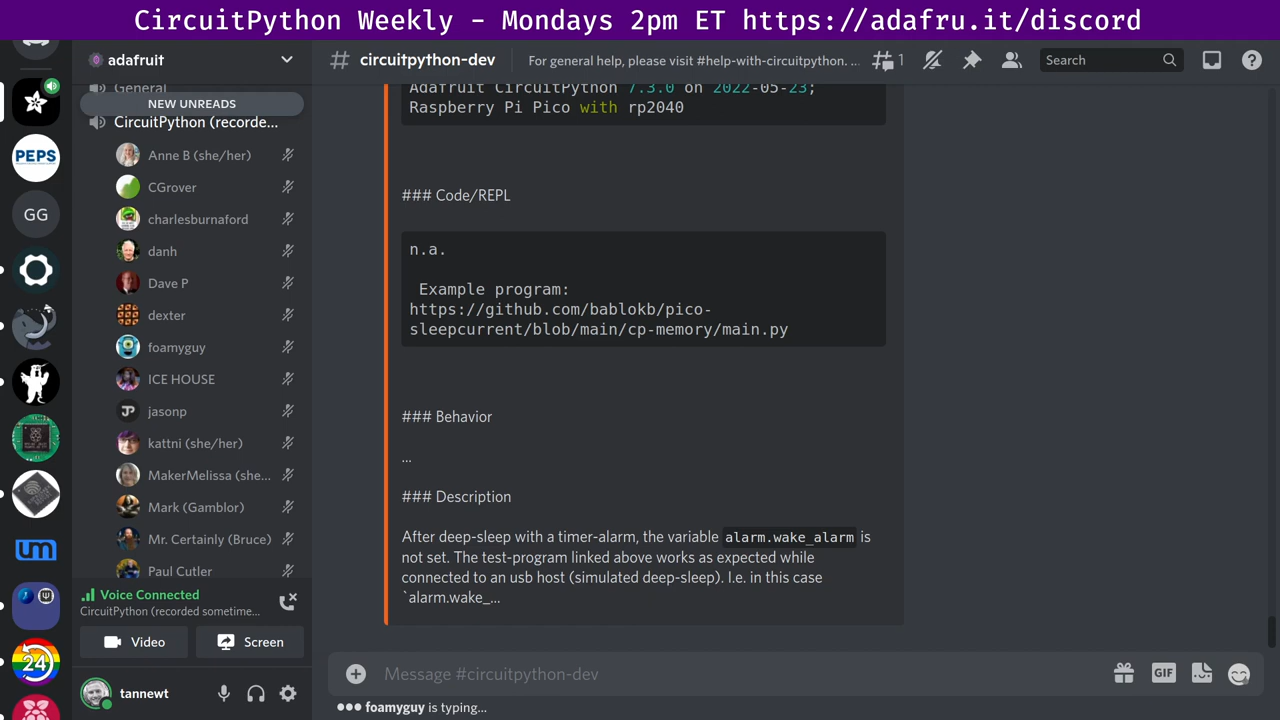 CircuitPython Weekly - Mondays 2pm ET https://adafru.it/discord
adafruit
# circuitpython-dev
For general help, please visit #help-with-circuitpython. ...
1
Search
General
NEW UNREADS
CircuitPython (recorde...
Anne B (she/her)
CGrover
charlesburnaford
danh
Dave P
dexter
foamyguy
ICE HOUSE
jasonp
kattni (she/her)
MakerMelissa (she...
Mark (Gamblor)
Mr. Certainly (Bruce)
Paul Cutler
Voice Connected
CircuitPython (recorded sometime...
Video
Screen
tannewt
PEPS
GG
JP
um
24
Adafruit CircuitPython 7.3.0 on 2022-05-23;
Raspberry Pi Pico with rp2040
### Code/REPL
n.a.
Example program:
https://github.com/bablokb/pico-
sleepcurrent/blob/main/cp-memory/main.py
### Behavior
...
### Description
After deep-sleep with a timer-alarm, the variable alarm.wake_alarm is
not set. The test-program linked above works as expected while
connected to an usb host (simulated deep-sleep). I.e. in this case
`alarm.wake_...
Message #circuitpython-dev
GIF
foamyguy is typing...